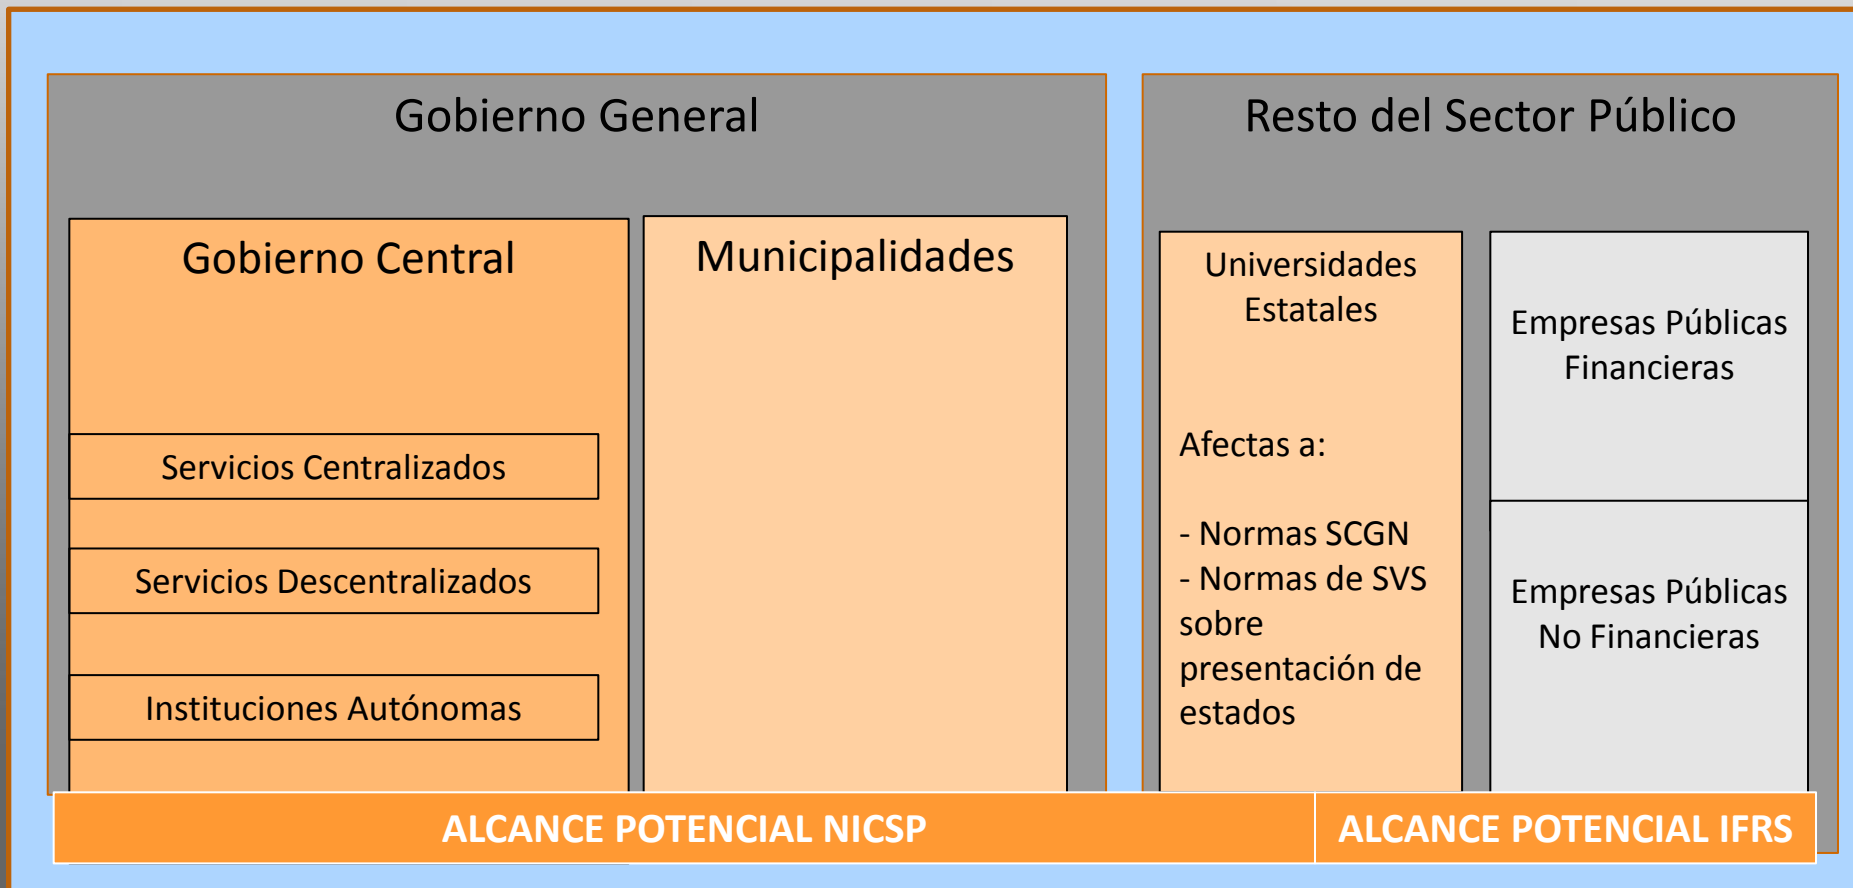 Gobierno General
Gobierno Central
Servicios Centralizados
Servicios Descentralizados
Instituciones Autónomas
Municipalidades
Resto del Sector Público
Universidades
Estatales
Afectas a:
- Normas SCGN
- Normas de SVS
sobre
presentación de
estados
Empresas Públicas
Financieras
Empresas Públicas
No Financieras
ALCANCE POTENCIAL NICSP
ALCANCE POTENCIAL IFRS